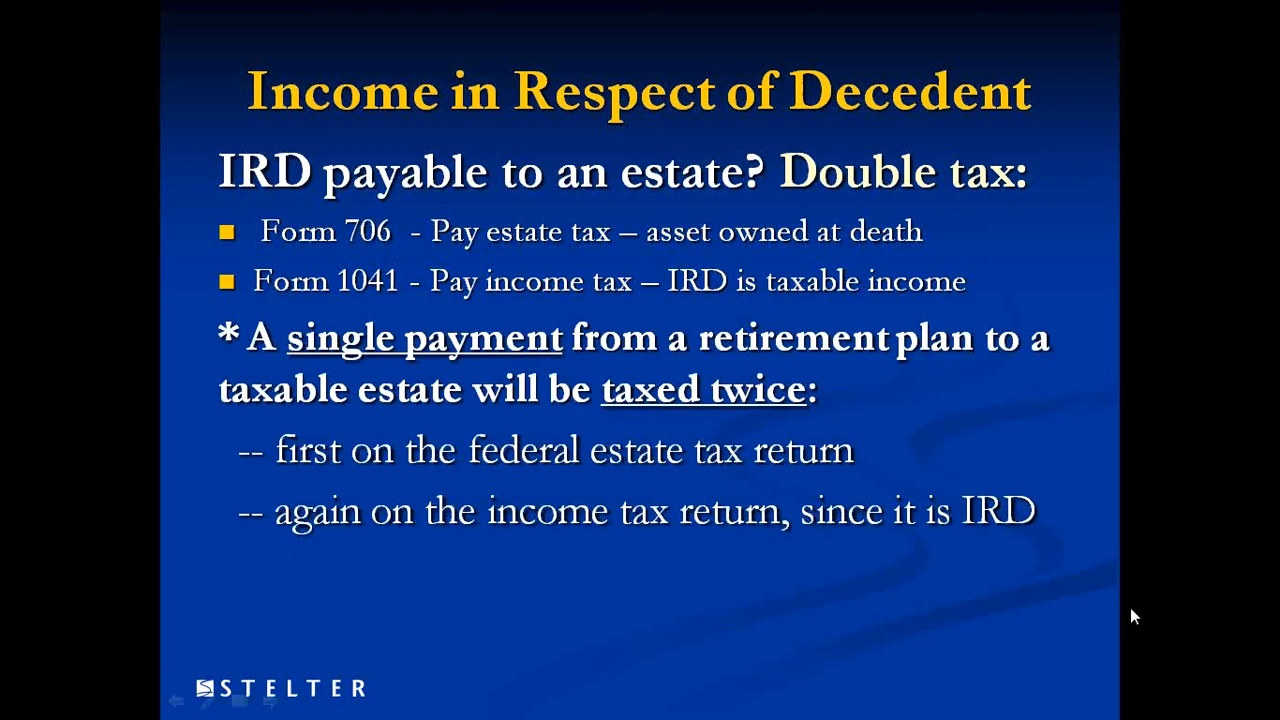 Income in Respect of Decedent
IRD payable to an estate? Double tax:
Form 706 - Pay estate tax – asset owned at death
Form 1041 - Pay income tax – IRD is taxable income
* A single payment from a retirement plan to a
taxable estate will be taxed twice:
-- first on the federal estate tax return
-- again on the income tax return, since it is IRD
STELTER